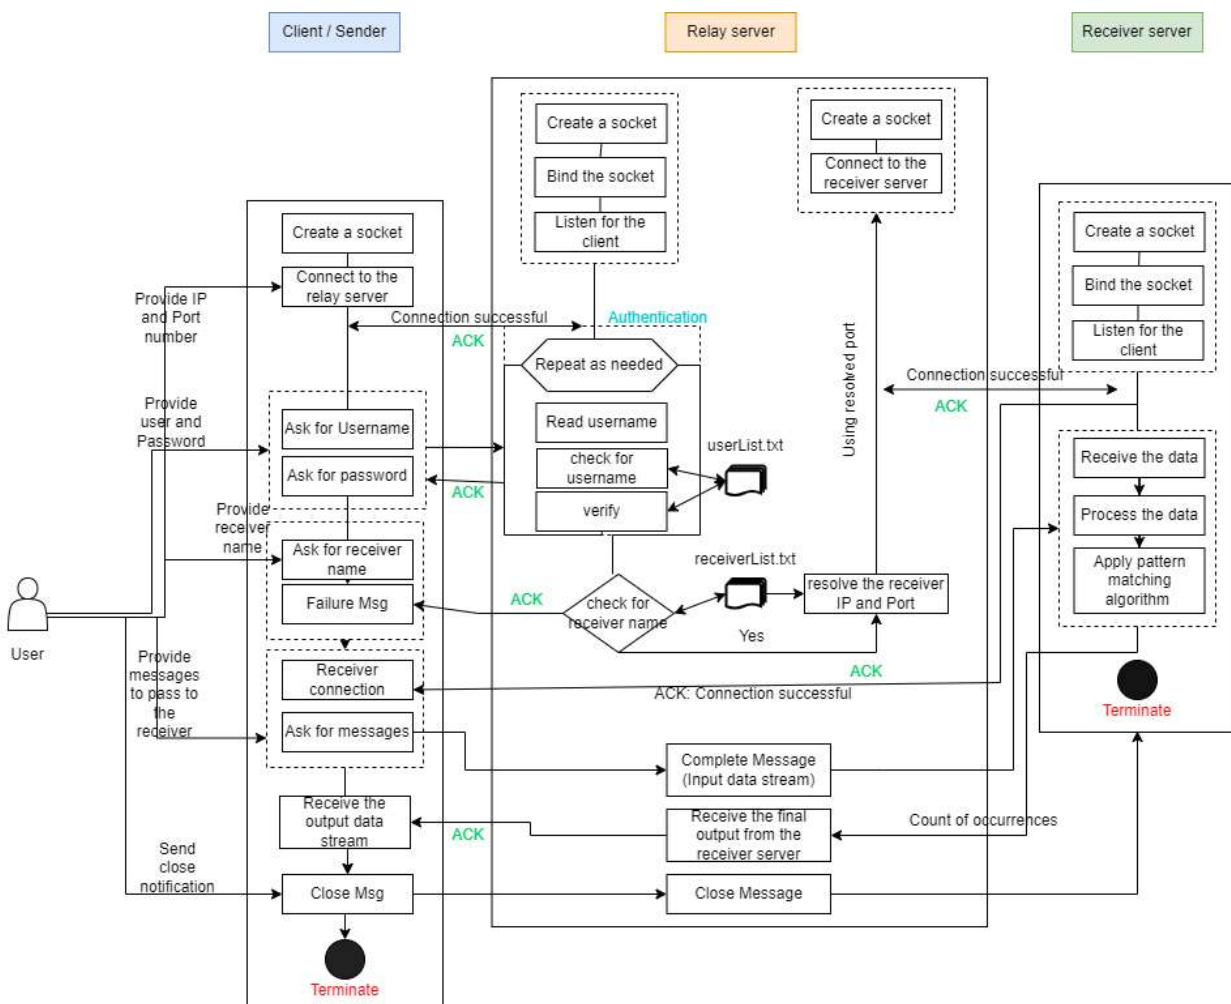 Client / Sender
Relay server
Receiver server
Create a socket
Bind the socket
Listen for the
client
Create a socket
Connect to the
receiver server
Create a socket
Connect to the
relay server
Create a socket
Bind the socket
Listen for the
client
Provide IP
and Port
number
Connection successful
ACK
Authentication
Repeat as needed
Using resolved port
Connection successful
ACK
Provide
user and
Password
Ask for Username
Ask for password
ACK
Read username
check for
username
verify
userList.txt
Receive the data
Process the data
Apply pattern
matching
algorithm
Provide
receiver
name
Ask for receiver
name
Failure Msg
ACK
check for
receiver name
receiverList.txt
Yes
resolve the receiver
IP and Port
User
Provide
messages
to pass to
the
receiver
Receiver
connection
ACK
ACK: Connection successful
Ask for messages
Terminate
Complete Message
(Input data stream)
Receive the
output data
stream
ACK
Receive the final
output from the
receiver server
Count of occurrences
Send
close
notification
Close Msg
Close Message
Terminate